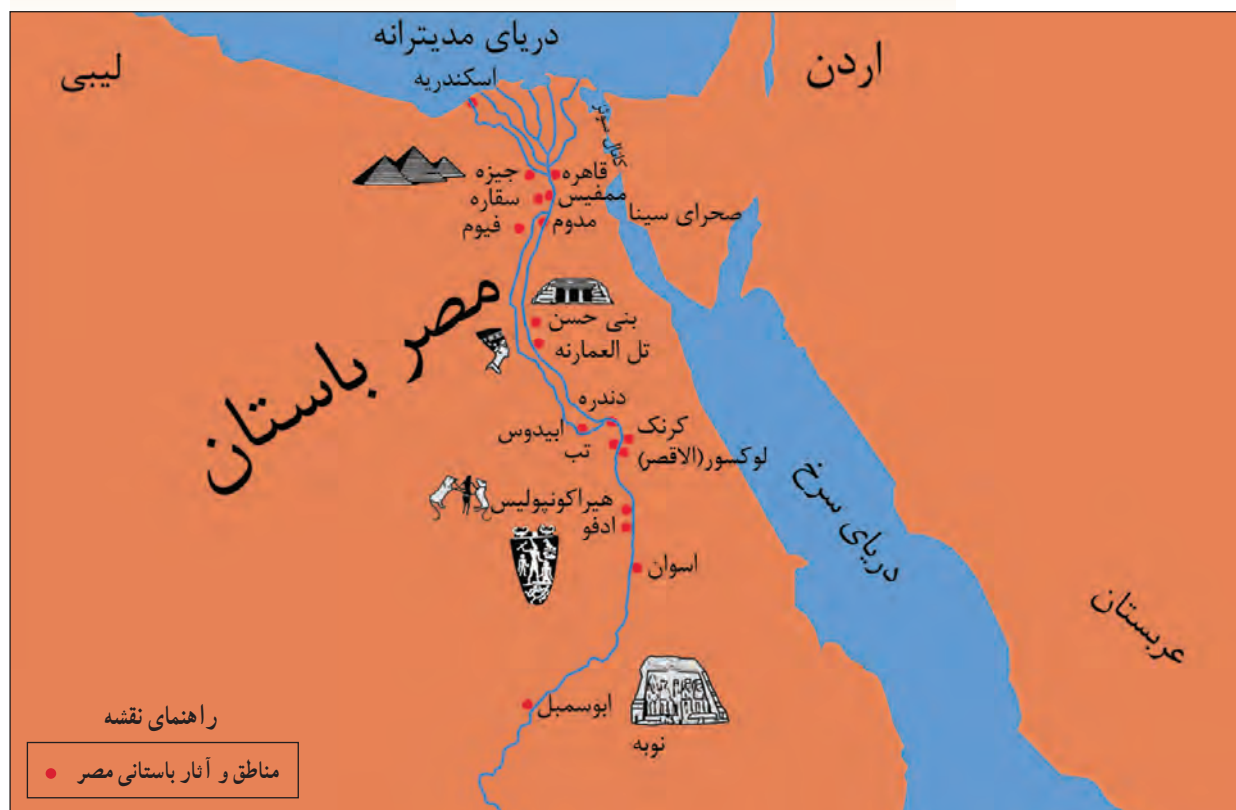 دریای مدیترانه
لیبی
اردن
اسکندریه
کانال سوئز
جیزه
قاهره
سقاره
ممفیس
فیوم
مدوم
صحرای سینا
مصر باستان
بنی حسن
تل العمارنه
دندره
ابیدوس
کرنک
تب
لوکسور(الاقصر)
هیراکونپولیس
ادفو
دریای سرخ
اسوان
عربستان
ابوسمبل
نوبه
راهنمای نقشه
مناطق و آثار باستانی مصر